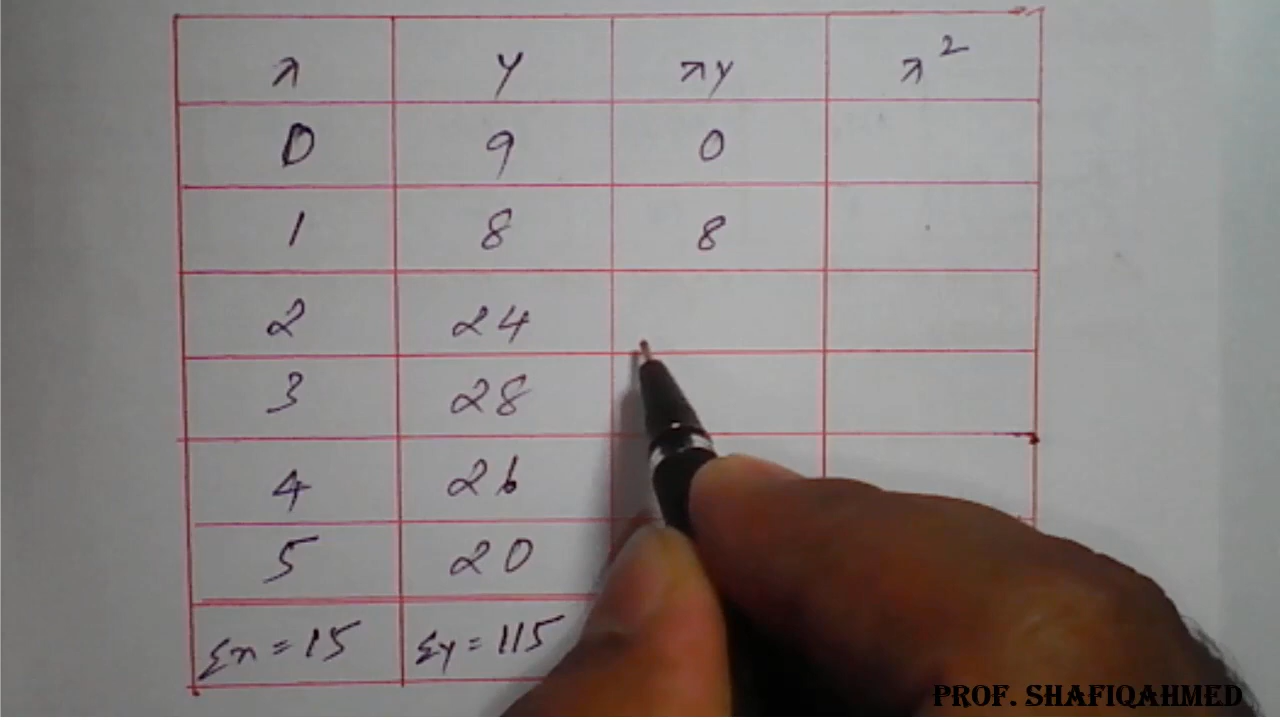 x y xy x²
0 9 0
1 8 8
2 24
3 28
4 26
5 20
Σx = 15 Σy = 115
PROF. SHAFIQAHMED